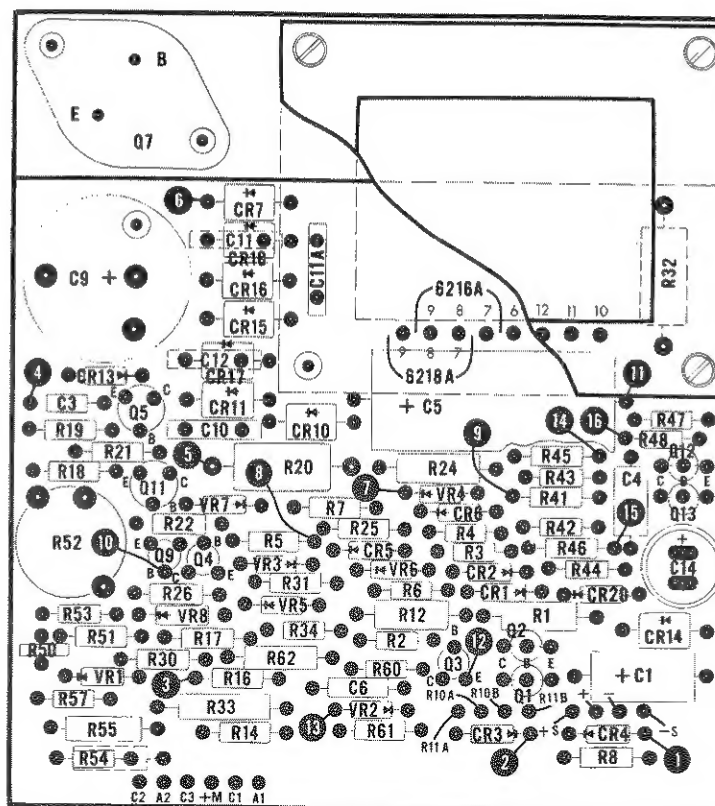 B
E
Q7
6
CR7
C11
CR18
C11A
C9 +
CR16
R32
CR15
6216A
9 8 7 6 12 11 10
C12
CR17
9 8 7
6218A
4
CR13
E C
11
C3
Q5
CR11
+ C5
14 16
R47
R19
B
C10
CR10
9
R48
R21
5
R45
Q12
R18
8
R20
R24
R43
C4
E C
Q11
7
R41
C B E
B
VR7
R7
VR4
Q13
R22
CR6
15
R52
10
E
R5
R25
R4
R42
+
Q9 Q4
VR3
CR5
R3
R46
C14
B C E
R31
VR6
CR2
R44
R26
R6
CR1
CR20
R53
VR8
VR5
R12
R1
R51
R17
R34
R2
B
12
Q2
CR14
R50
R30
R62
R60
Q3
C B E
VR1
3
R16
C6
C E
Q1
+ C1
R57
R33
R10A R10B R11B
13
VR2
+ −
R55
R14
R61
R11A
CR3
+S
CR4
−S
R54
2
R8
1
C2 A2 C3 +M C1 A1